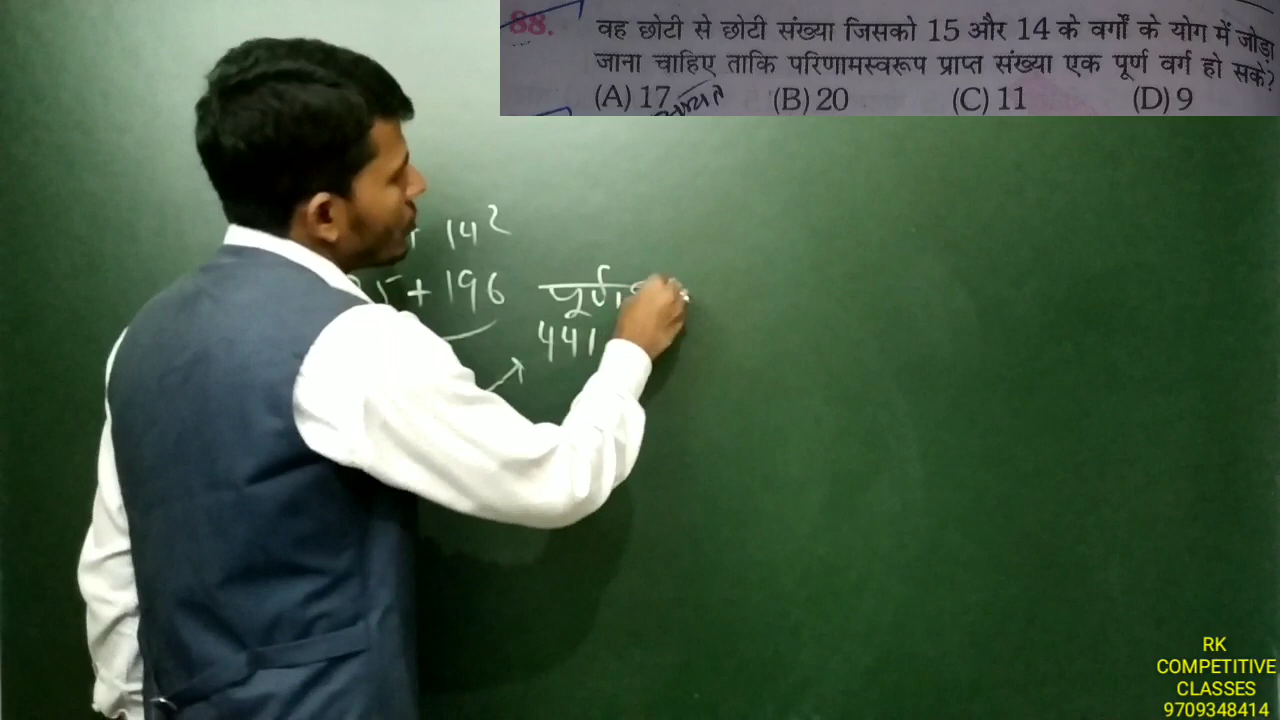 88. वह छोटी से छोटी संख्या जिसको 15 और 14 के वर्गों के योग में जोड़ा
जाना चाहिए ताकि परिणामस्वरूप प्राप्त संख्या एक पूर्ण वर्ग हो सके?
(A) 17 (B) 20 (C) 11 (D) 9
14²
5 + 196
पूर्ण
441
RK
COMPETITIVE
CLASSES
9709348414